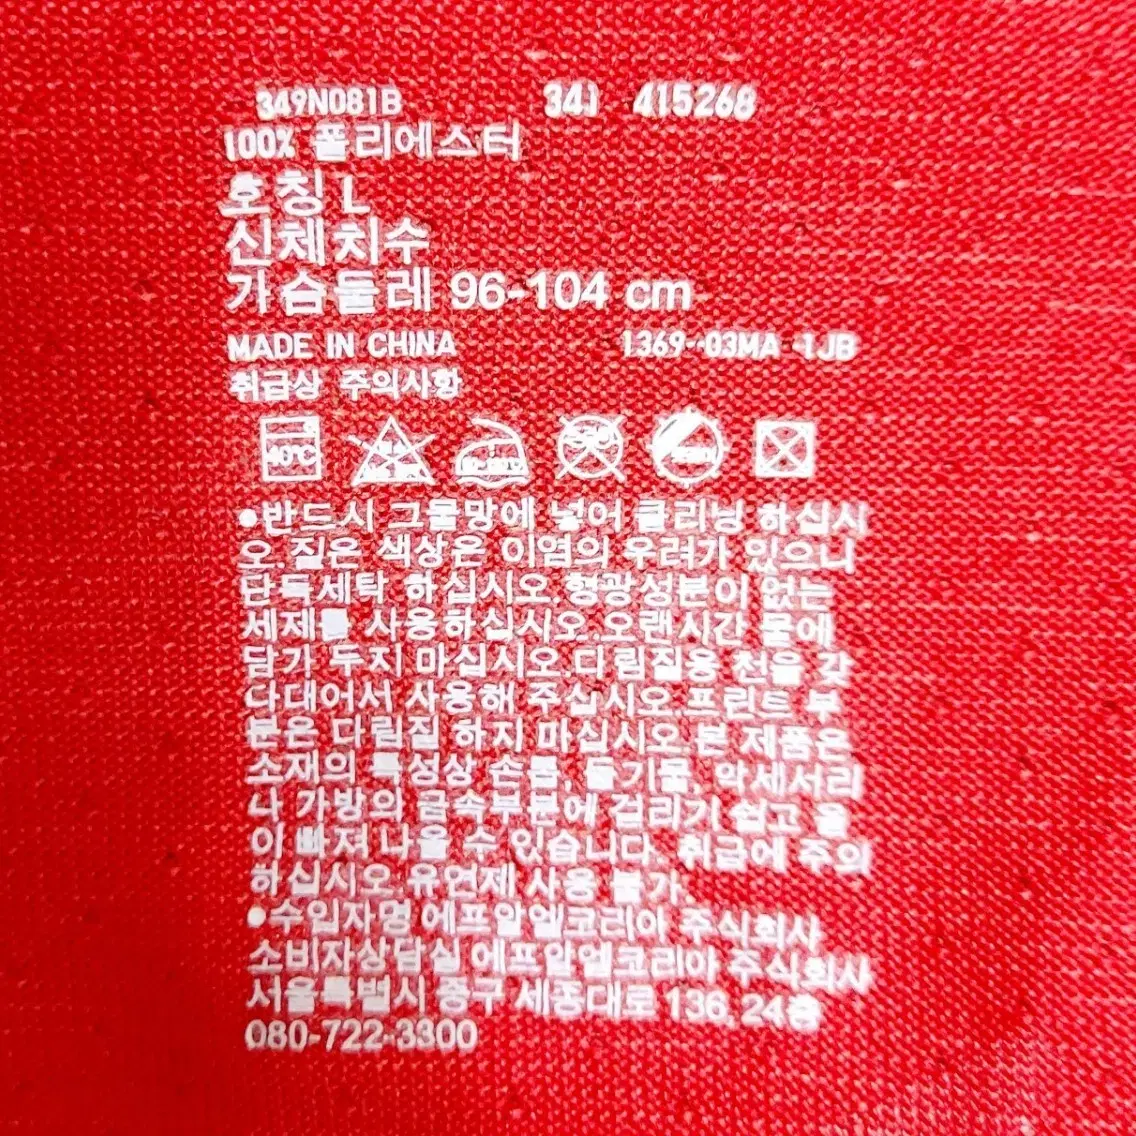 349N081B 341 415268
100% 폴리에스터
호칭 L
신체치수
가슴둘레 96-104 cm
MADE IN CHINA 1369-03MA 1JB
취급상 주의사항
40℃
●반드시 그물망에 넣어 클리닝 하십시
오.짙은 색상은 이염의 우려가 있으니
단독세탁 하십시오.형광성분이 없는
세제를 사용하십시오.오랜시간 물에
담가 두지 마십시오.다림질용 천을 갖
다대어서 사용해 주십시오.프린트 부
분은 다림질 하지 마십시오.본 제품은
소재의 특성상 손톱, 돌기물, 악세서리
나 가방의 금속부분에 걸리기 쉽고 올
이 빠져 나올 수 있습니다. 취급에 주의
하십시오.유연제 사용 불가.
●수입자명 에프알엘코리아 주식회사
소비자상담실 에프알엘코리아 주식회사
서울특별시 중구 세종대로 136, 24층
080-722-3300